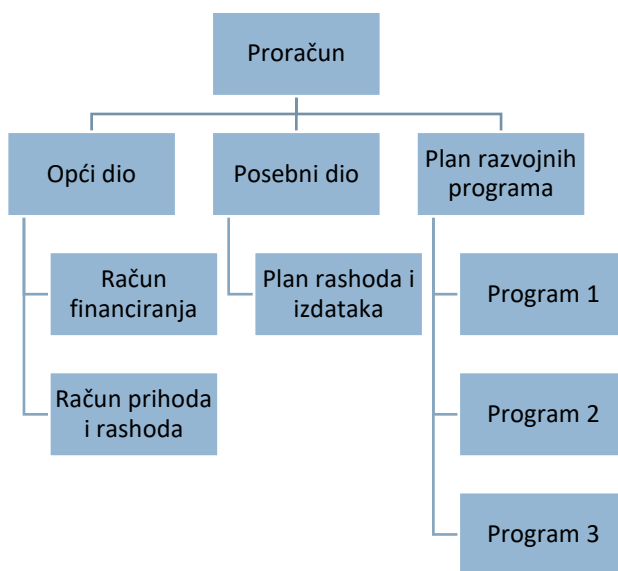 Proračun
Opći dio
Posebni dio
Plan razvojnih
programa
Račun
financiranja
Plan rashoda i
izdataka
Program 1
Račun prihoda
i rashoda
Program 2
Program 3